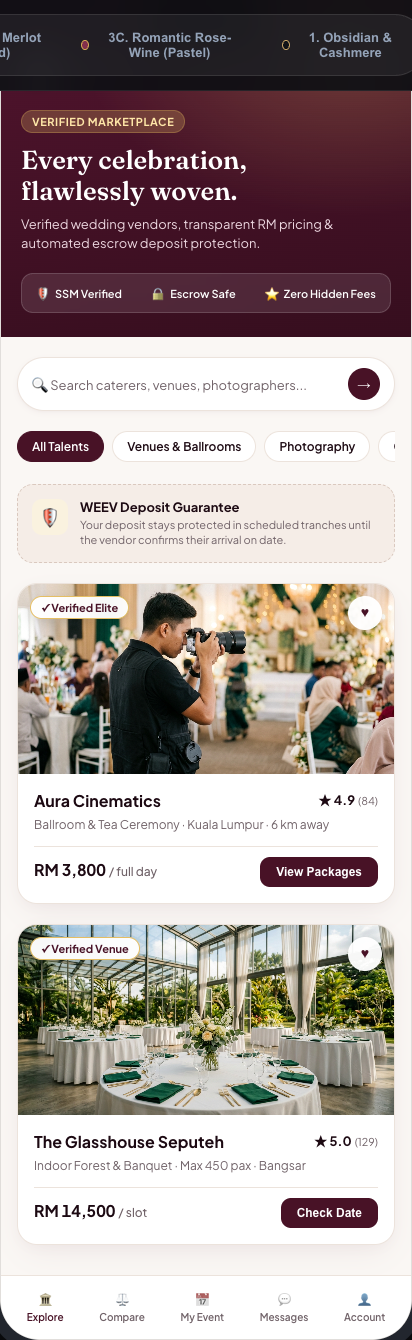 Merlot
d)
3C. Romantic Rose-
Wine (Pastel)
1. Obsidian &
Cashmere
VERIFIED MARKETPLACE
Every celebration,
flawlessly woven.
Verified wedding vendors, transparent RM pricing &
automated escrow deposit protection.
SSM Verified
Escrow Safe
Zero Hidden Fees
Search caterers, venues, photographers...
→
All Talents
Venues & Ballrooms
Photography
WEEV Deposit Guarantee
Your deposit stays protected in scheduled tranches until
the vendor confirms their arrival on date.
✓Verified Elite
♥
Aura Cinematics
★ 4.9 (84)
Ballroom & Tea Ceremony · Kuala Lumpur · 6 km away
RM 3,800 / full day
View Packages
✓Verified Venue
♥
The Glasshouse Seputeh
★ 5.0 (129)
Indoor Forest & Banquet · Max 450 pax · Bangsar
RM 14,500 / slot
Check Date
Explore
Compare
My Event
Messages
Account